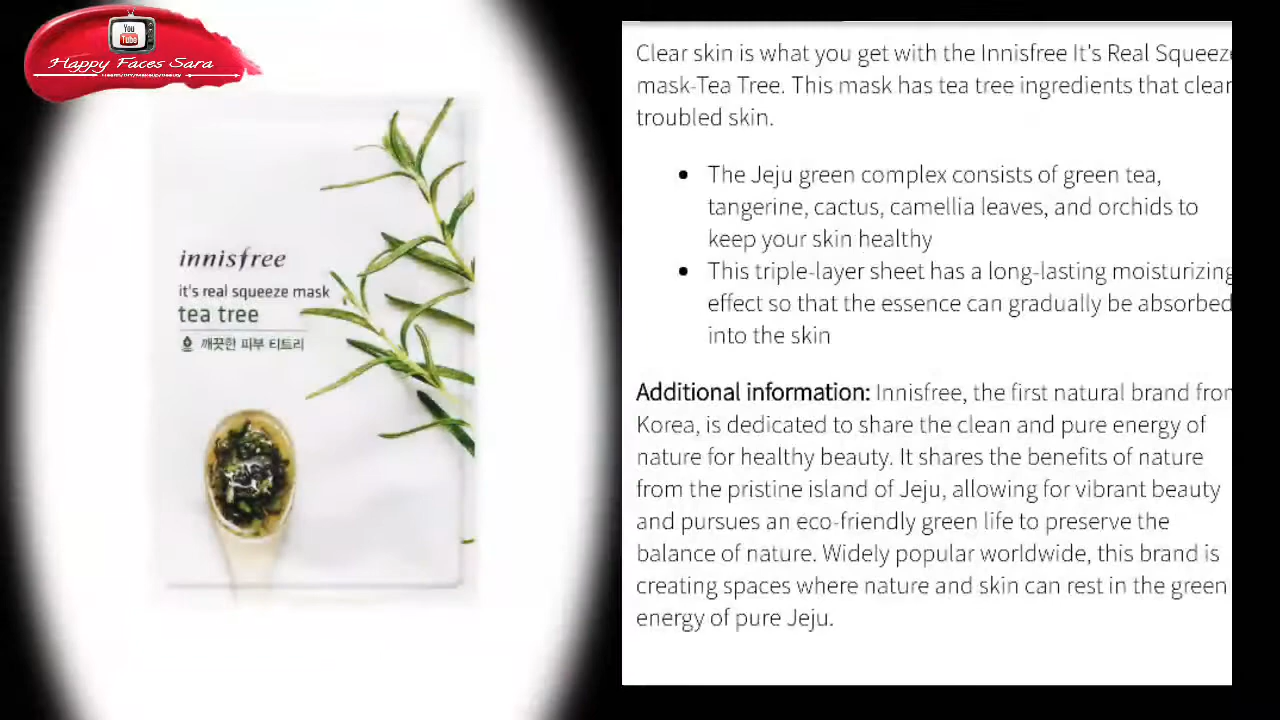 You
Tube
Happy Faces Sara
innisfree
it's real squeeze mask
tea tree
깨끗한 피부 티트리
Clear skin is what you get with the Innisfree It's Real Squeeze
mask-Tea Tree. This mask has tea tree ingredients that clear
troubled skin.
• The Jeju green complex consists of green tea,
tangerine, cactus, camellia leaves, and orchids to
keep your skin healthy
• This triple-layer sheet has a long-lasting moisturizing
effect so that the essence can gradually be absorbed
into the skin
Additional information: Innisfree, the first natural brand from
Korea, is dedicated to share the clean and pure energy of
nature for healthy beauty. It shares the benefits of nature
from the pristine island of Jeju, allowing for vibrant beauty
and pursues an eco-friendly green life to preserve the
balance of nature. Widely popular worldwide, this brand is
creating spaces where nature and skin can rest in the green
energy of pure Jeju.